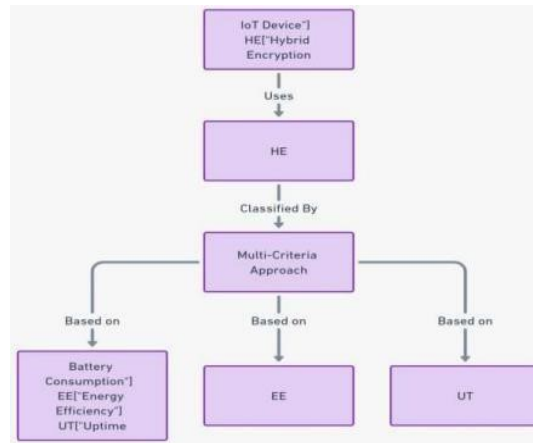 IoT Device"]
HE["Hybrid
Encryption
Uses
HE
Classified By
Multi-Criteria
Approach
Based on
Based on
Based on
Battery
Consumption"]
EE["Energy
Efficiency"]
UT["Uptime
EE
UT